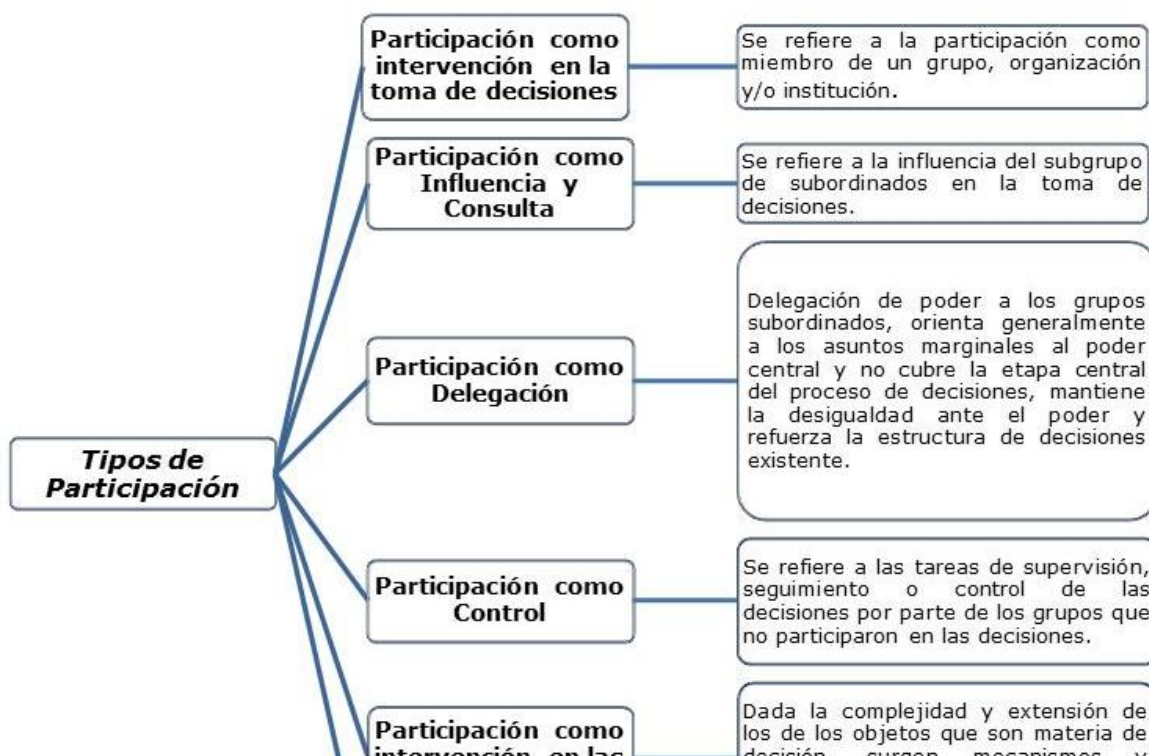 Participación como
intervención en la
toma de decisiones
Se refiere a la participación como
miembro de un grupo, organización
y/o institución.
Participación como
Influencia y
Consulta
Se refiere a la influencia del subgrupo
de subordinados en la toma de
decisiones.
Participación como
Delegación
Delegación de poder a los grupos
subordinados, orienta generalmente
a los asuntos marginales al poder
central y no cubre la etapa central
del proceso de decisiones, mantiene
la desigualdad ante el poder y
refuerza la estructura de decisiones
existente.
Tipos de
Participación
Participación como
Control
Se refiere a las tareas de supervisión,
seguimiento o control de las
decisiones por parte de los grupos que
no participaron en las decisiones.
Participación como
intervención en las
Dada la complejidad y extensión de
los de los objetos que son materia de
decisión, surgen mecanismos y